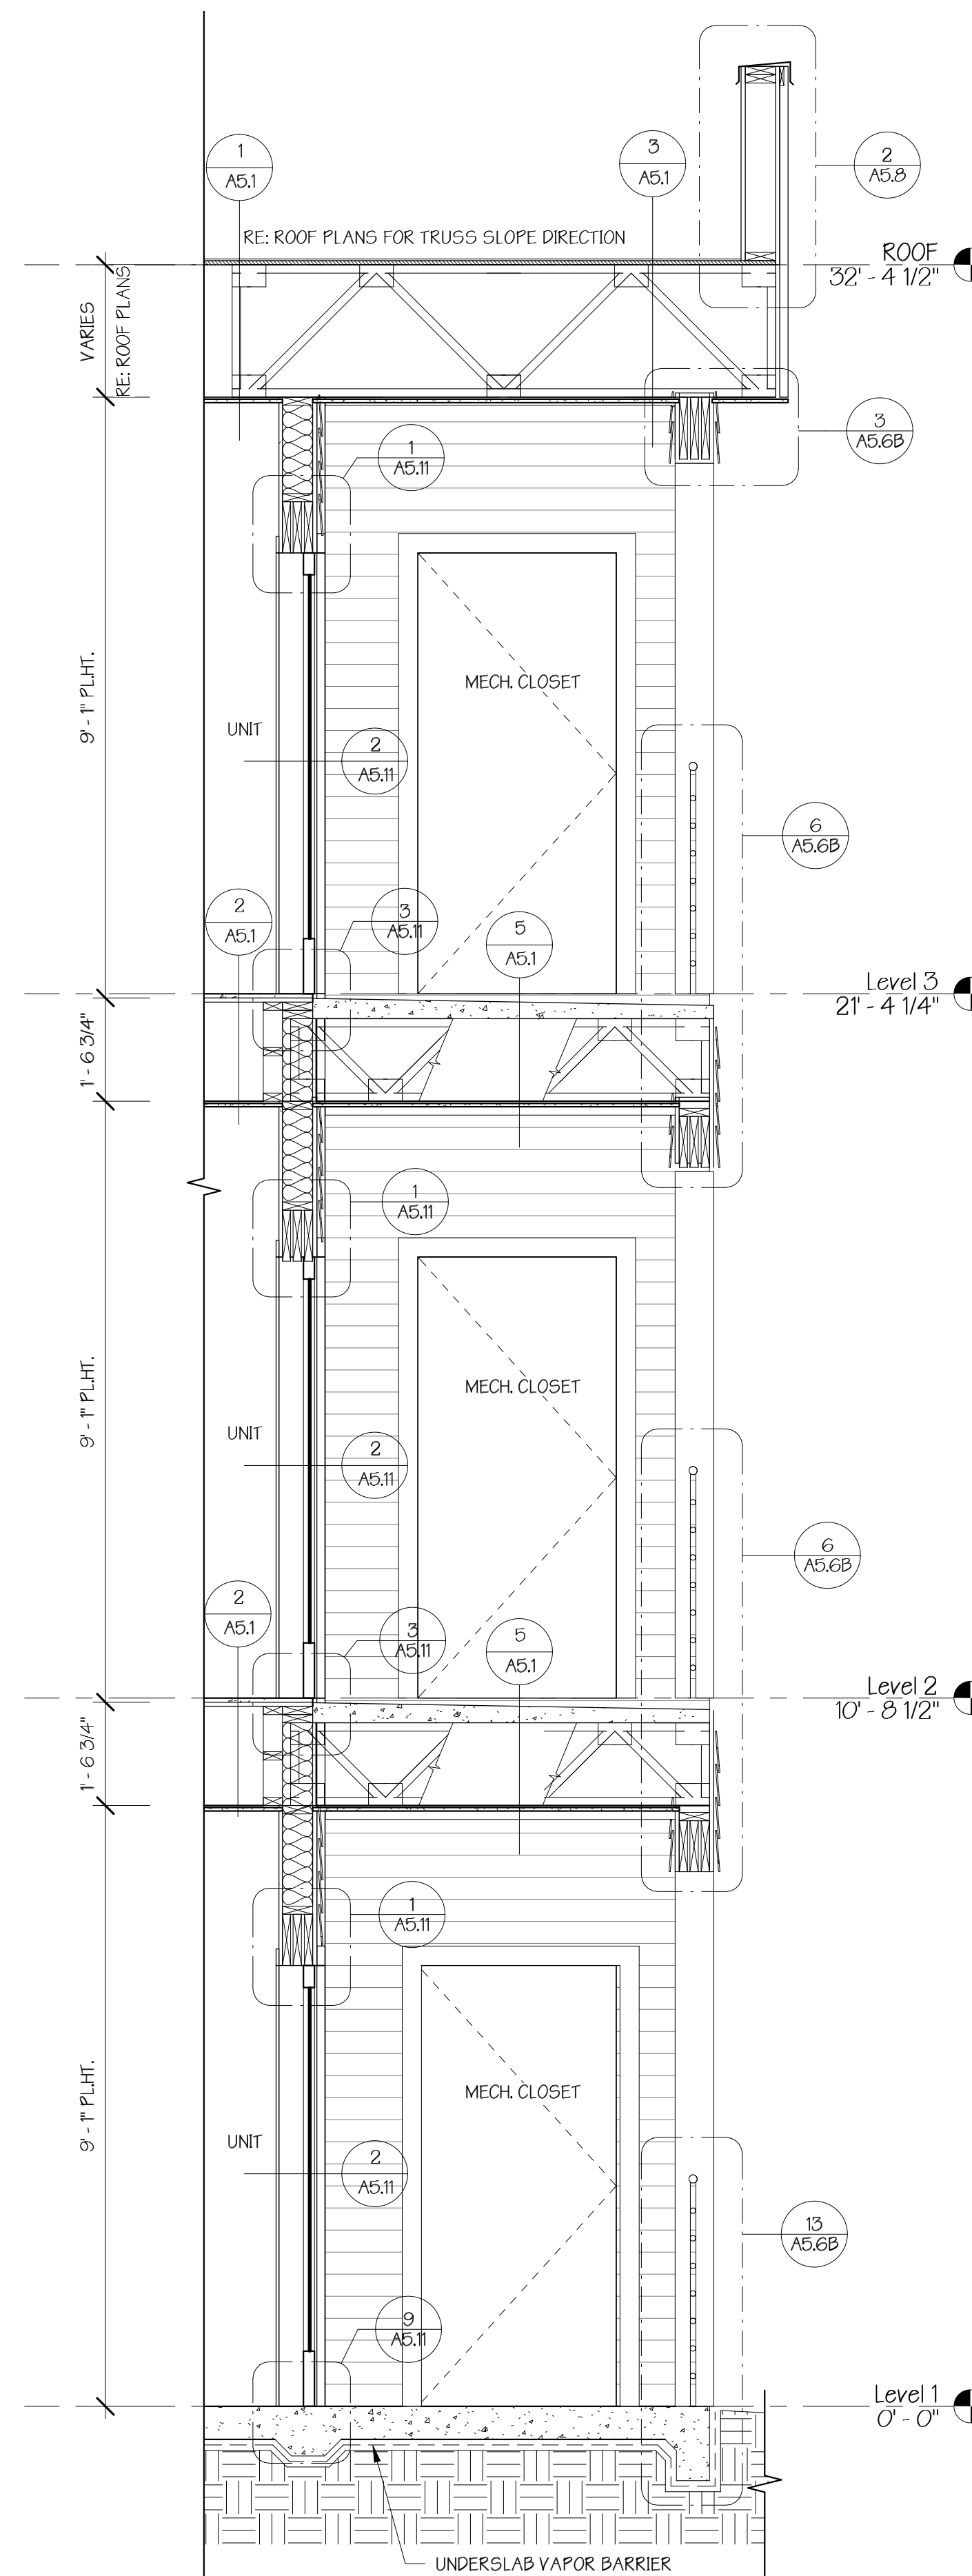 1
A5.1
3
A5.1
2
A5.8
RE: ROOF PLANS FOR TRUSS SLOPE DIRECTION
ROOF
32' - 4 1/2"
VARIES
RE: ROOF PLANS
3
A5.6B
1
A5.11
9' - 1" PL.HT.
MECH. CLOSET
UNIT
2
A5.11
6
A5.6B
2
A5.1
3
A5.11
5
A5.1
Level 3
21' - 4 1/4"
1' - 6 3/4"
1
A5.11
9' - 1" PL.HT.
MECH. CLOSET
UNIT
2
A5.11
6
A5.6B
2
A5.1
3
A5.11
5
A5.1
Level 2
10' - 8 1/2"
1' - 6 3/4"
1
A5.11
9' - 1" PL.HT.
MECH. CLOSET
UNIT
2
A5.11
13
A5.6B
9
A5.11
Level 1
0' - 0"
UNDERSLAB VAPOR BARRIER